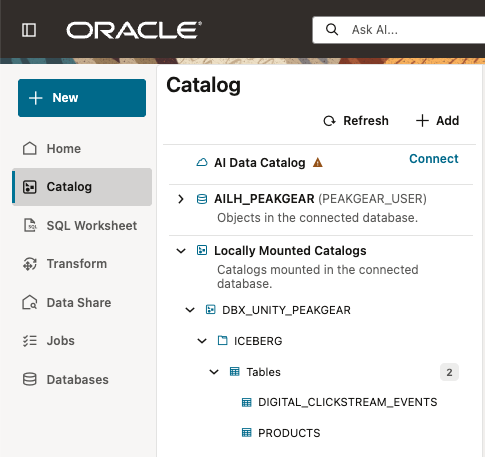 ORACLE
Ask AI...
New
Home
Catalog
SQL Worksheet
Transform
Data Share
Jobs
Databases
Catalog
Refresh
Add
AI Data Catalog
Connect
AILH_PEAKGEAR (PEAKGEAR_USER)
Objects in the connected database.
Locally Mounted Catalogs
Catalogs mounted in the connected
database.
DBX_UNITY_PEAKGEAR
ICEBERG
Tables 2
DIGITAL_CLICKSTREAM_EVENTS
PRODUCTS